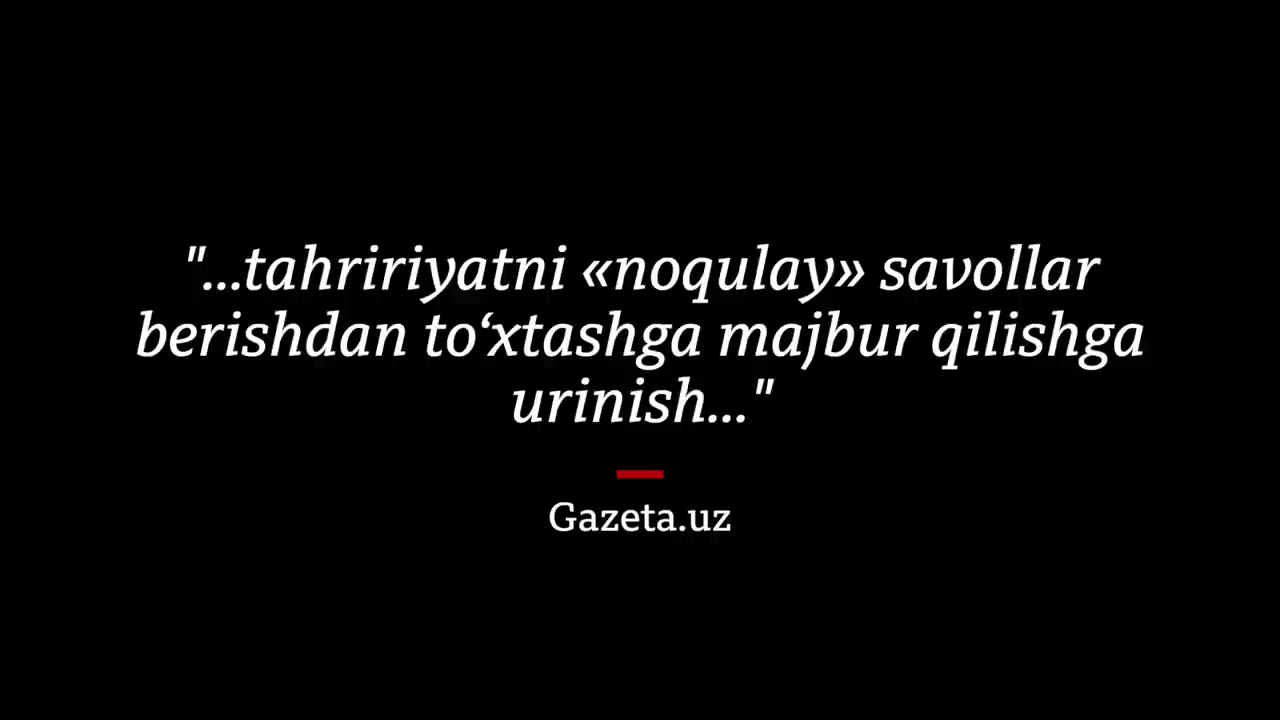 "...tahririyatni «noqulay» savollar
berishdan to‘xtashga majbur qilishga
urinish..."
Gazeta.uz